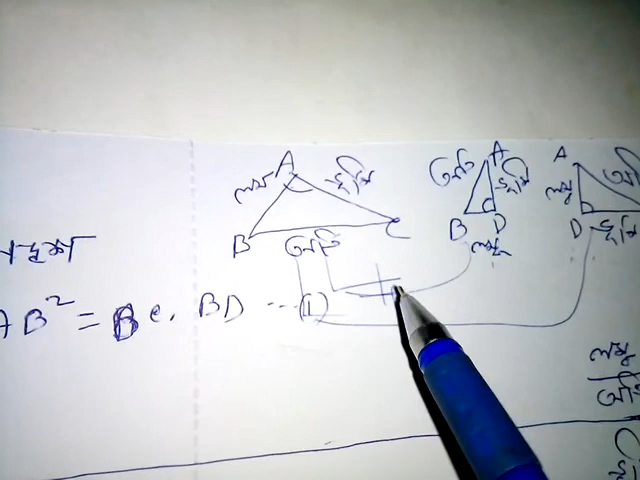 A
B
C
লম্ব
ভূমি
অতি
A
B
D
অতি
ভূমি
লম্ব
A
D
লম্ব
ভূমি
অতি
AB² = BC. BD --- (1)
লম্ব
অতি